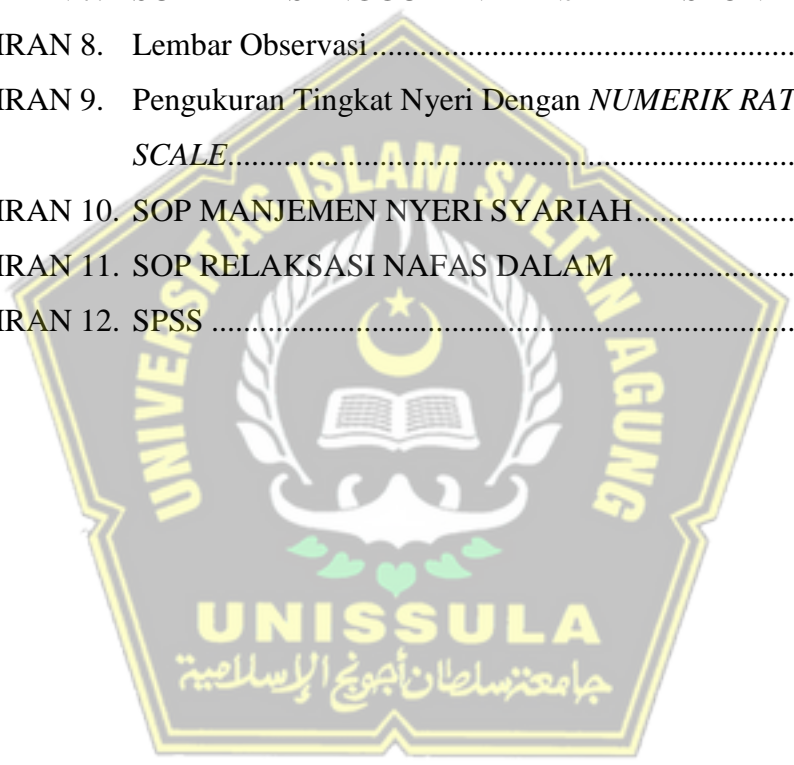 IRAN 8. Lembar Observasi........................................................
IRAN 9. Pengukuran Tingkat Nyeri Dengan NUMERIK RAT
SCALE.........................................................................
IRAN 10. SOP MANJEMEN NYERI SYARIAH...................
IRAN 11. SOP RELAKSASI NAFAS DALAM .....................
IRAN 12. SPSS ..........................................................................
UNIVERSITAS ISLAM SULTAN AGUNG
UNISSULA
جامعة سلطان أجونج الإسلامية